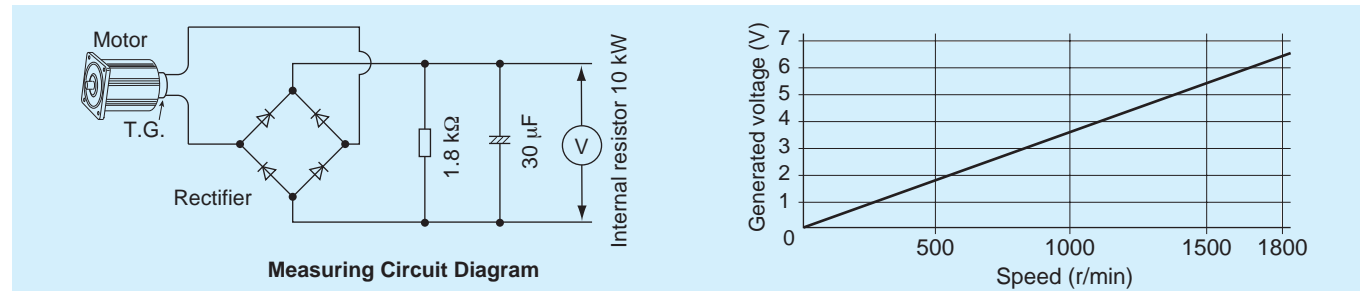 Motor
T.G.
Rectifier
1.8 kΩ
30 µF
V
Internal resistor 10 kW
Measuring Circuit Diagram
Generated voltage (V)
7
6
5
4
3
2
1
0
500 1000 1500 1800
Speed (r/min)